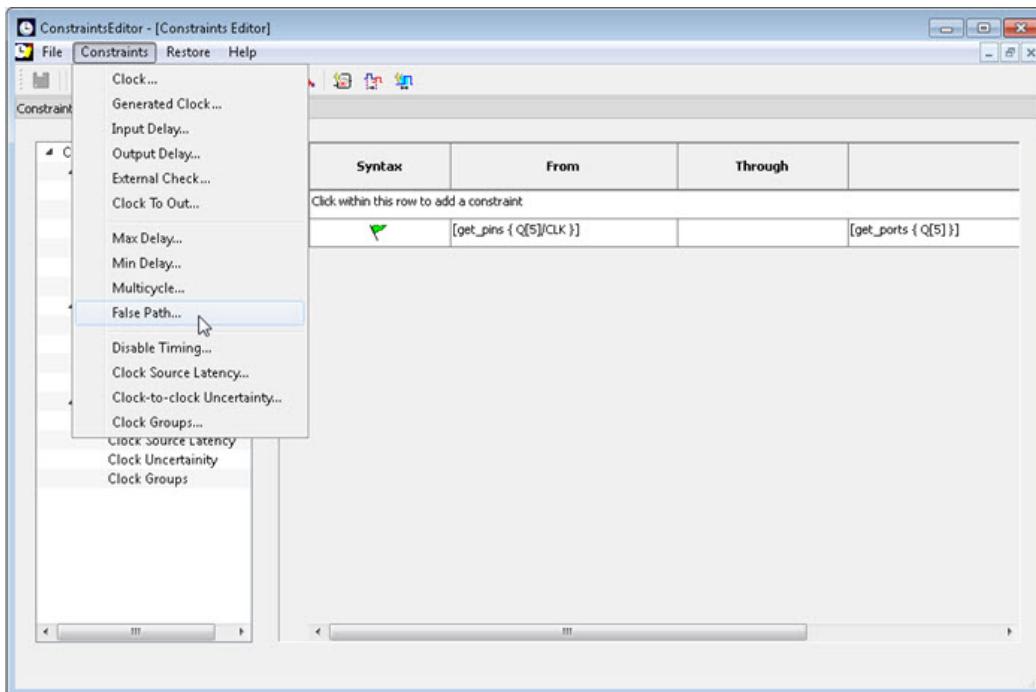 ConstraintsEditor - [Constraints Editor]
File Constraints Restore Help
Constraint
Clock...
Generated Clock...
Input Delay...
Output Delay...
External Check...
Clock To Out...
Max Delay...
Min Delay...
Multicycle...
False Path...
Disable Timing...
Clock Source Latency...
Clock-to-clock Uncertainty...
Clock Groups...
C
Clock Source Latency
Clock Uncertainity
Clock Groups
Syntax From Through
Click within this row to add a constraint
[get_pins { Q[5]/CLK }] [get_ports { Q[5] }]